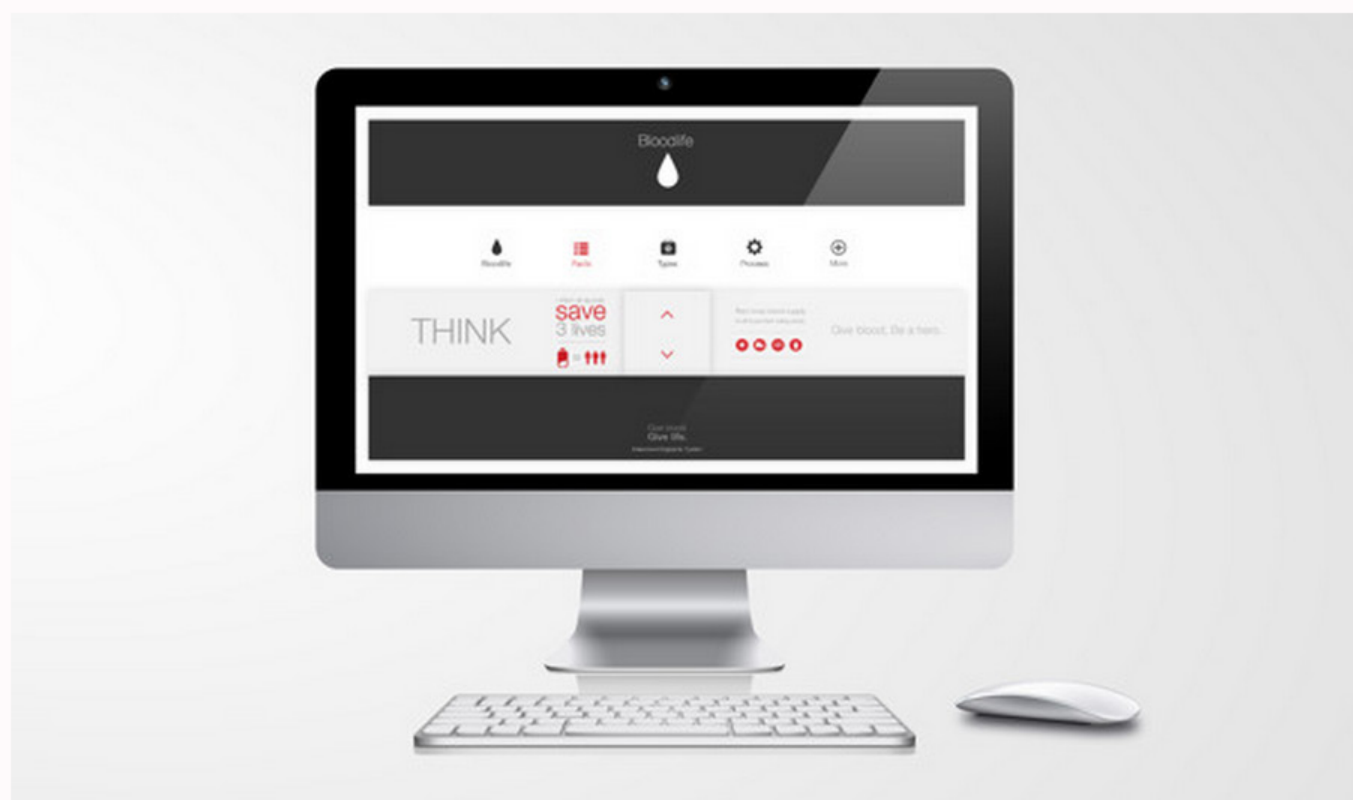 Bloodlife
Bloodlife
Facts
Types
Process
More
THINK
save
3 lives
=
Give blood. Be a hero.
Give blood.
Give life.